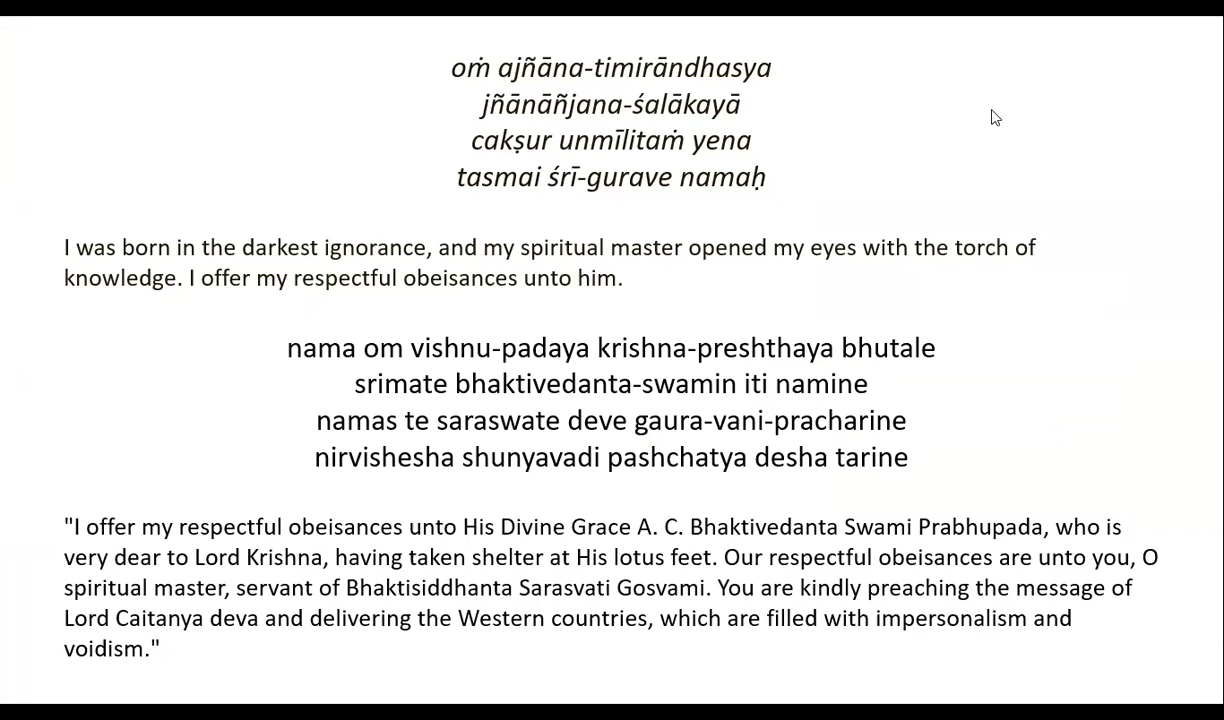 oṁ ajñāna-timirāndhasya
jñānāñjana-śalākayā
cakṣur unmīlitaṁ yena
tasmai śrī-gurave namaḥ
I was born in the darkest ignorance, and my spiritual master opened my eyes with the torch of
knowledge. I offer my respectful obeisances unto him.
nama om vishnu-padaya krishna-preshthaya bhutale
srimate bhaktivedanta-swamin iti namine
namas te saraswate deve gaura-vani-pracharine
nirvishesha shunyavadi pashchatya desha tarine
"I offer my respectful obeisances unto His Divine Grace A. C. Bhaktivedanta Swami Prabhupada, who is
very dear to Lord Krishna, having taken shelter at His lotus feet. Our respectful obeisances are unto you, O
spiritual master, servant of Bhaktisiddhanta Sarasvati Gosvami. You are kindly preaching the message of
Lord Caitanya deva and delivering the Western countries, which are filled with impersonalism and
voidism."